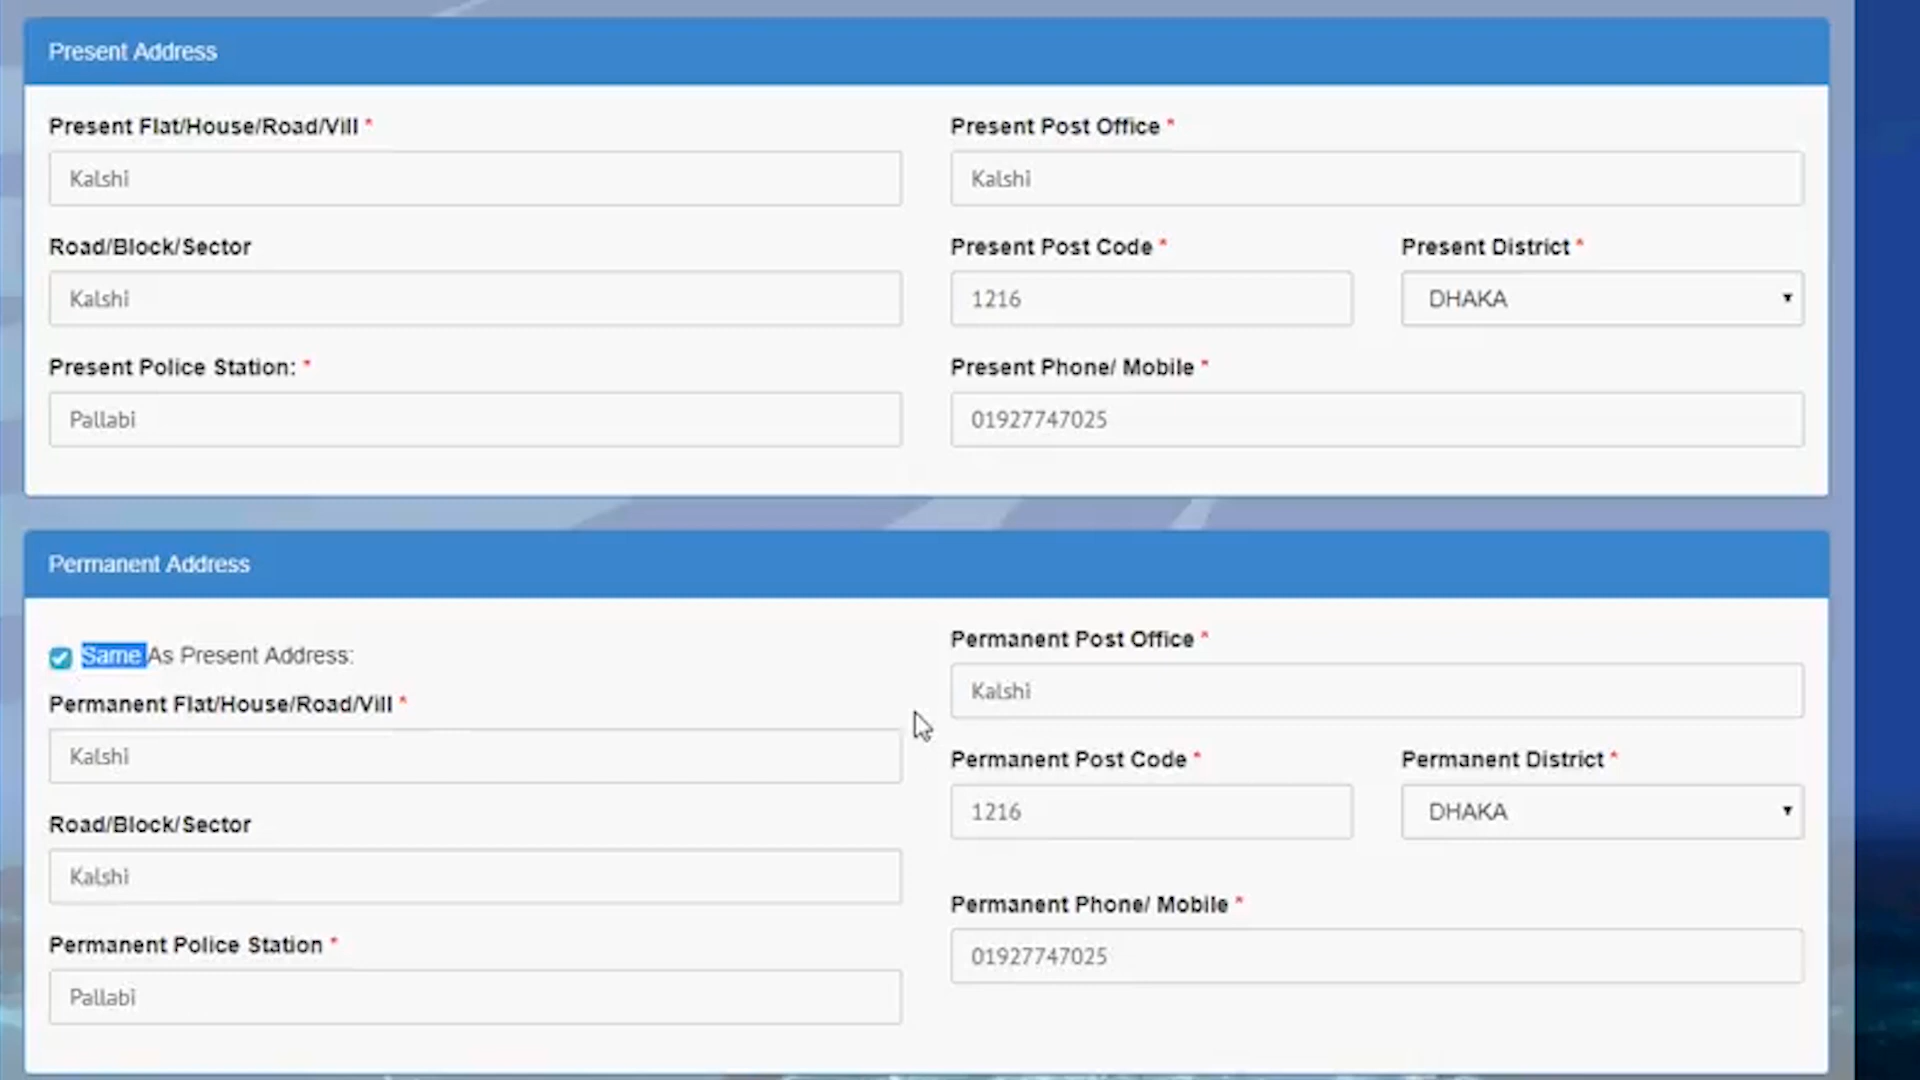 Present Address
Present Flat/House/Road/Vill *
Kalshi
Present Post Office *
Kalshi
Road/Block/Sector
Kalshi
Present Post Code *
1216
Present District *
DHAKA
Present Police Station: *
Pallabi
Present Phone/ Mobile *
01927747025
Permanent Address
Same As Present Address:
Permanent Flat/House/Road/Vill *
Kalshi
Road/Block/Sector
Kalshi
Permanent Police Station *
Pallabi
Permanent Post Office *
Kalshi
Permanent Post Code *
1216
Permanent District *
DHAKA
Permanent Phone/ Mobile *
01927747025